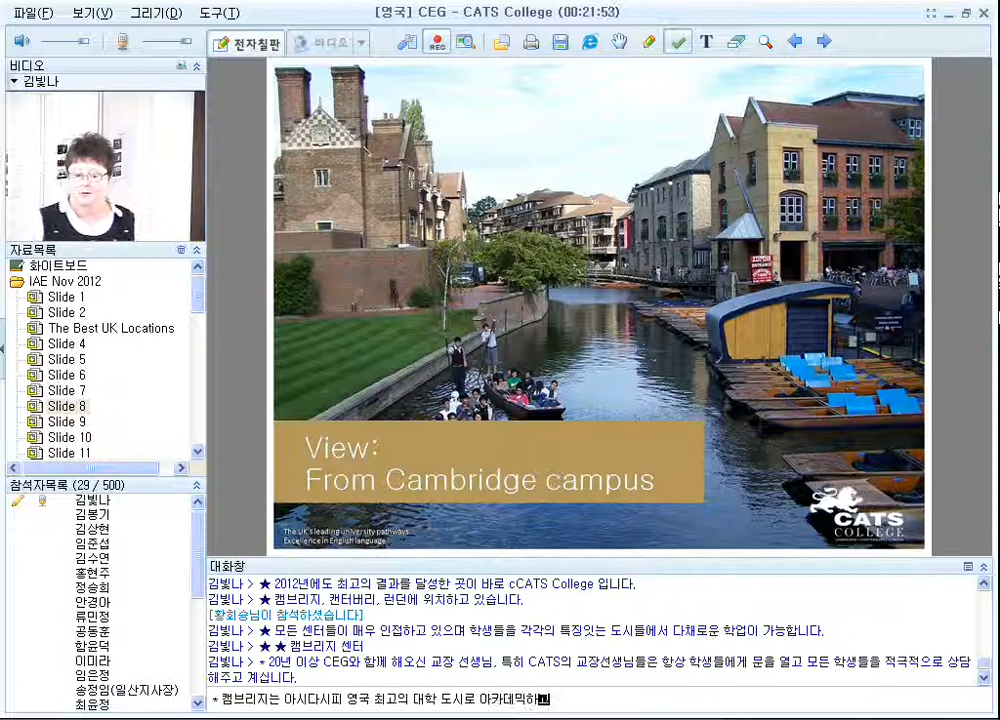 파일(F) 보기(V) 그리기(D) 도구(T) [영국] CEG - CATS College (00:21:53)
전자칠판 비디오 REC T
비디오
김빛나
자료목록
화이트보드
IAE Nov 2012
Slide 1
Slide 2
The Best UK Locations
Slide 4
Slide 5
Slide 6
Slide 7
Slide 8
Slide 9
Slide 10
Slide 11
참석자목록 (29 / 500)
김빛나
김봉기
김상현
임준섭
김수연
홍현주
정승희
안경아
류민정
공동훈
함윤덕
이미라
임은정
송정임(일산지사장)
최윤정
View:
From Cambridge campus
The UK's leading university pathways
Excellence in English language
CATS
COLLEGE
대화창
김빛나 > ★ 2012년에도 최고의 결과를 달성한 곳이 바로 cCATS College 입니다.
김빛나 > ★ 캠브리지, 캔터버리, 런던에 위치하고 있습니다.
[황회승님이 참석하셨습니다]
김빛나 > ★ 모든 센터들이 매우 인접하고 있으며 학생들을 각각의 특징잇는 도시들에서 다채로운 학업이 가능합니다.
김빛나 > ★ ★ 캠브리지 센터
김빛나 > * 20년 이상 CEG와 함께 해오신 교장 선생님, 특히 CATS의 교장선생님들은 항상 학생들에게 문을 열고 모든 학생들을 적극적으로 상담
해주고 계십니다.
* 캠브리지는 아시다시피 영국 최고의 대학 도시로 아카데믹하고